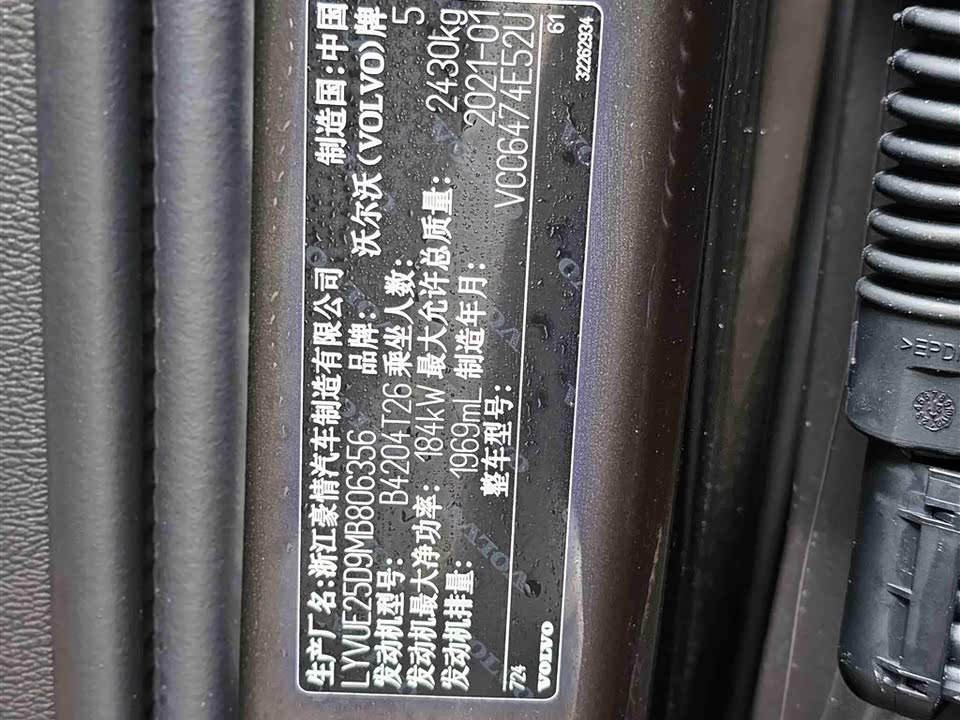 生产厂名:浙江豪情汽车制造有限公司 制造国:中国
LYVUE25D9MB806356 品牌:沃尔沃(VOLVO)牌
发动机型号: B4204T26 乘坐人数: 5
发动机最大净功率: 184kW 最大允许总质量: 2430kg
发动机排量: 1969mL 制造年月: 2021-01
整车型号: VCC6474E52U
724 61
VOLVO 32262934